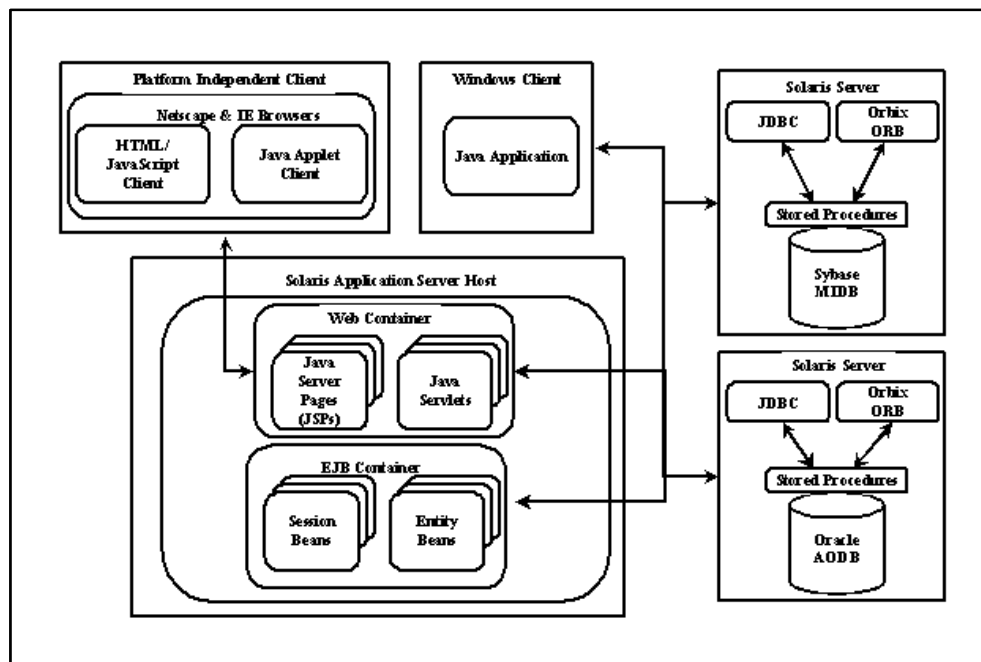 Platform Independent Client
Netscape & IE Browsers
HTML/
JavaScript
Client
Java Applet
Client
Windows Client
Java Application
Solaris Server
JDBC
Orbix
ORB
Stored Procedures
Sybase
MIDB
Solaris Application Server Host
Web Container
Java
Server
Pages
(JSPs)
Java
Servlets
EJB Container
Session
Beans
Entity
Beans
Solaris Server
JDBC
Orbix
ORB
Stored Procedures
Oracle
AODB